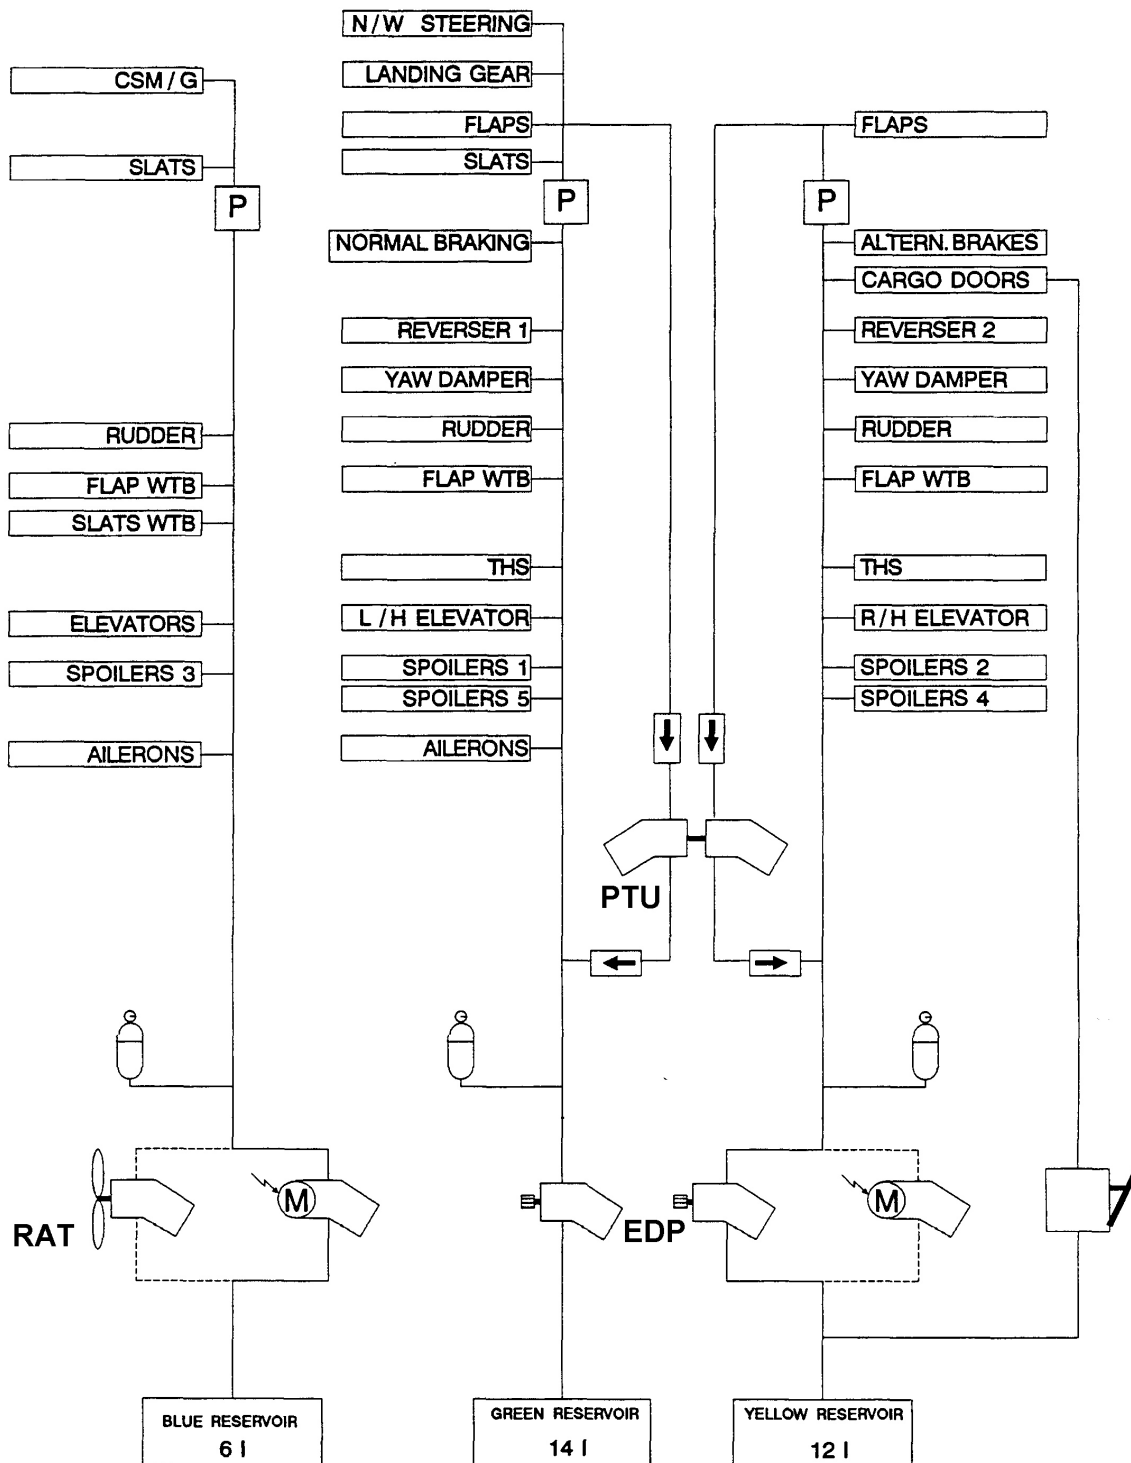 N/W STEERING
CSM/G
LANDING GEAR
FLAPS
FLAPS
SLATS
SLATS
P
P
P
NORMAL BRAKING
ALTERN. BRAKES
CARGO DOORS
REVERSER 1
REVERSER 2
YAW DAMPER
YAW DAMPER
RUDDER
RUDDER
RUDDER
FLAP WTB
FLAP WTB
FLAP WTB
SLATS WTB
THS
THS
ELEVATORS
L/H ELEVATOR
R/H ELEVATOR
SPOILERS 3
SPOILERS 1
SPOILERS 2
SPOILERS 5
SPOILERS 4
AILERONS
AILERONS
PTU
RAT
M
EDP
M
BLUE RESERVOIR
6 l
GREEN RESERVOIR
14 l
YELLOW RESERVOIR
12 l